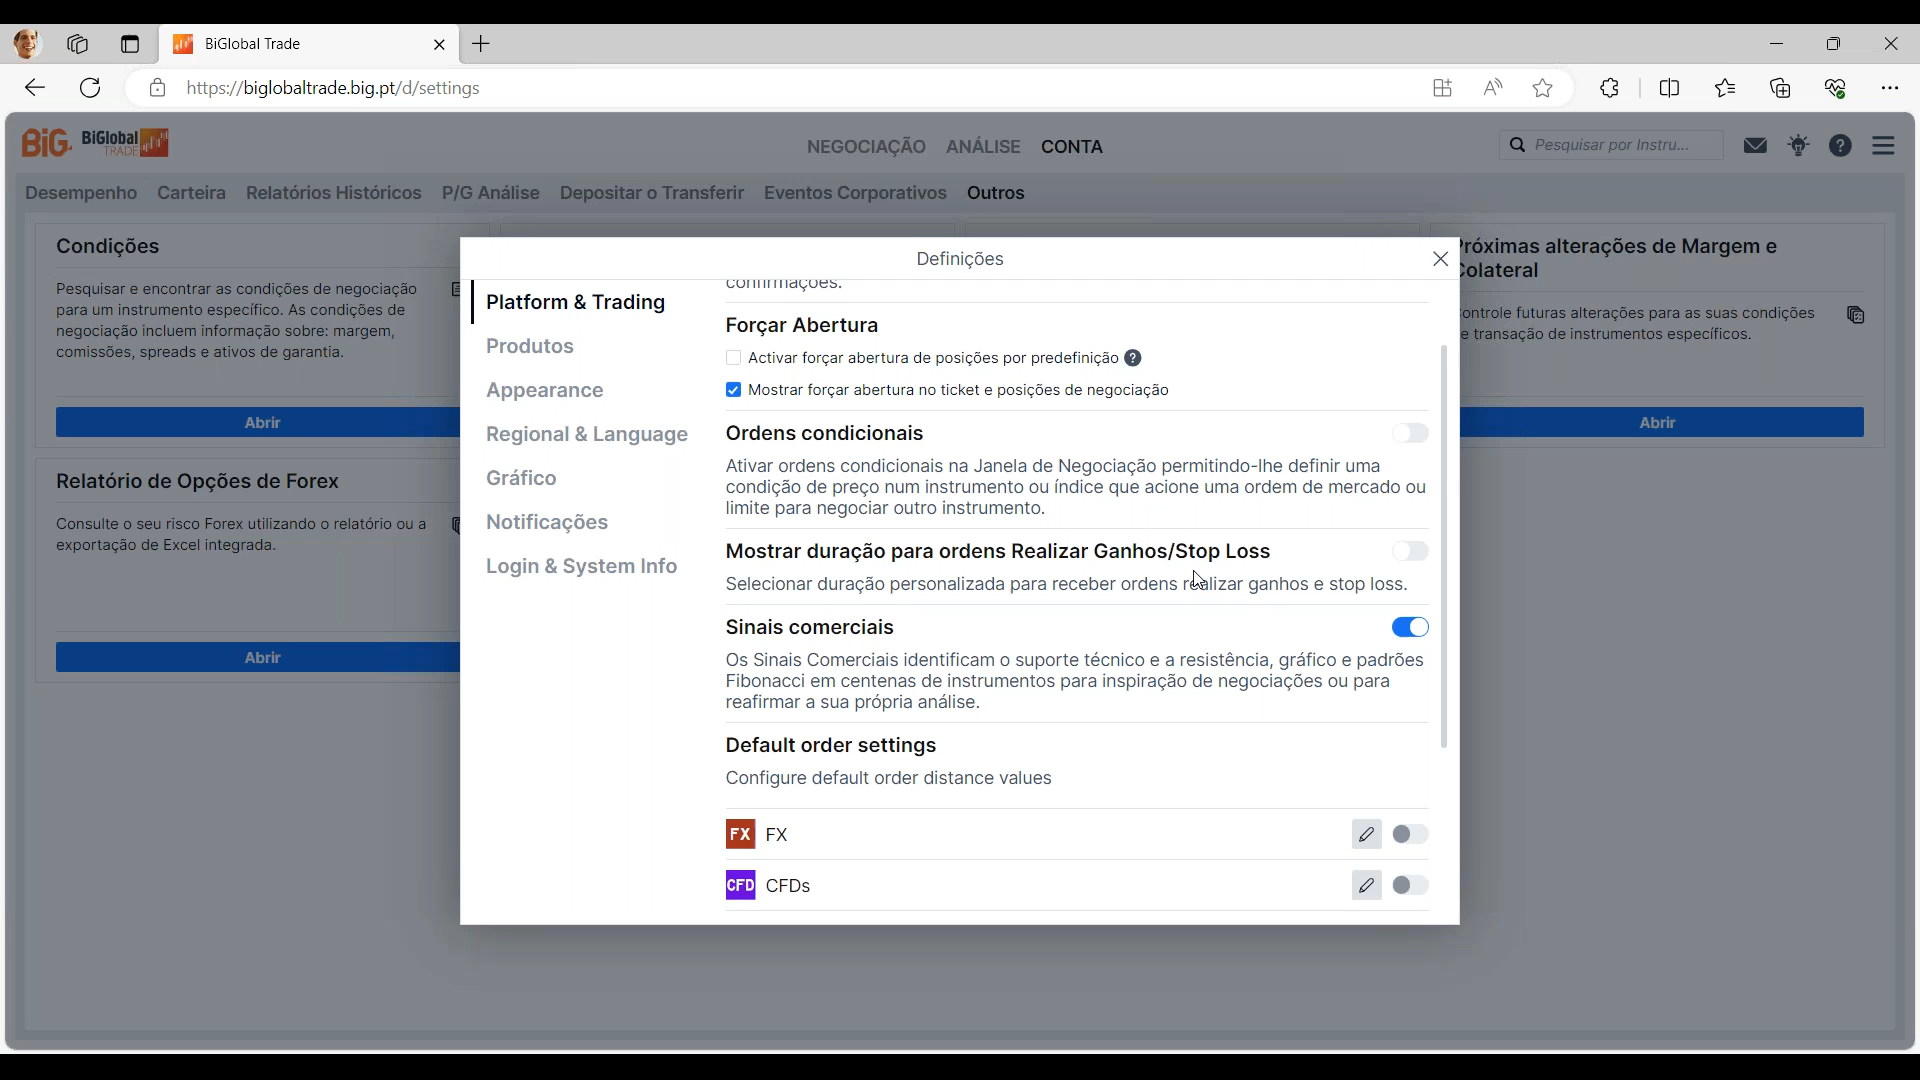 BiGlobal Trade
https://biglobaltrade.big.pt/d/settings
BiG BiGlobal TRADE
NEGOCIAÇÃO ANÁLISE CONTA
Pesquisar por Instru...
Desempenho Carteira Relatórios Históricos P/G Análise Depositar o Transferir Eventos Corporativos Outros
Condições
Pesquisar e encontrar as condições de negociação
para um instrumento específico. As condições de
negociação incluem informação sobre: margem,
comissões, spreads e ativos de garantia.
Abrir
Relatório de Opções de Forex
Consulte o seu risco Forex utilizando o relatório ou a
exportação de Excel integrada.
Abrir
Definições
Platform & Trading
Produtos
Appearance
Regional & Language
Gráfico
Notificações
Login & System Info
confirmações.
Forçar Abertura
Activar forçar abertura de posições por predefinição ?
Mostrar forçar abertura no ticket e posições de negociação
Ordens condicionais
Ativar ordens condicionais na Janela de Negociação permitindo-lhe definir uma
condição de preço num instrumento ou índice que acione uma ordem de mercado ou
limite para negociar outro instrumento.
Mostrar duração para ordens Realizar Ganhos/Stop Loss
Selecionar duração personalizada para receber ordens realizar ganhos e stop loss.
Sinais comerciais
Os Sinais Comerciais identificam o suporte técnico e a resistência, gráfico e padrões
Fibonacci em centenas de instrumentos para inspiração de negociações ou para
reafirmar a sua própria análise.
Default order settings
Configure default order distance values
FX FX
CFD CFDs
Próximas alterações de Margem e
Colateral
ontrole futuras alterações para as suas condições
e transação de instrumentos específicos.
Abrir